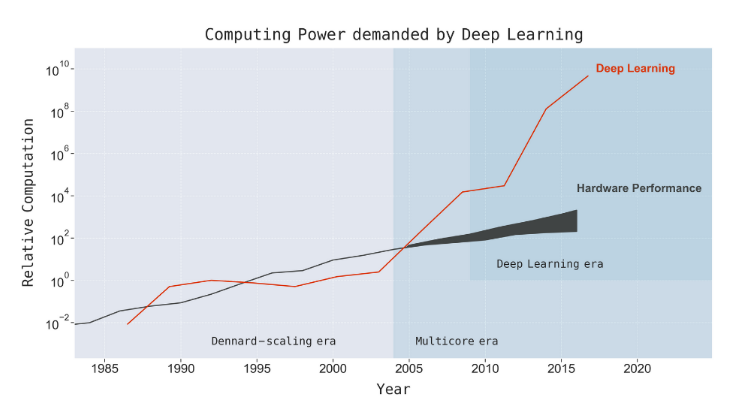 Computing Power demanded by Deep Learning
10^10
Deep Learning
10^8
10^6
10^4
Hardware Performance
10^2
Deep Learning era
10^0
10^−2
Dennard-scaling era
Multicore era
1985 1990 1995 2000 2005 2010 2015 2020
Year
Relative Computation